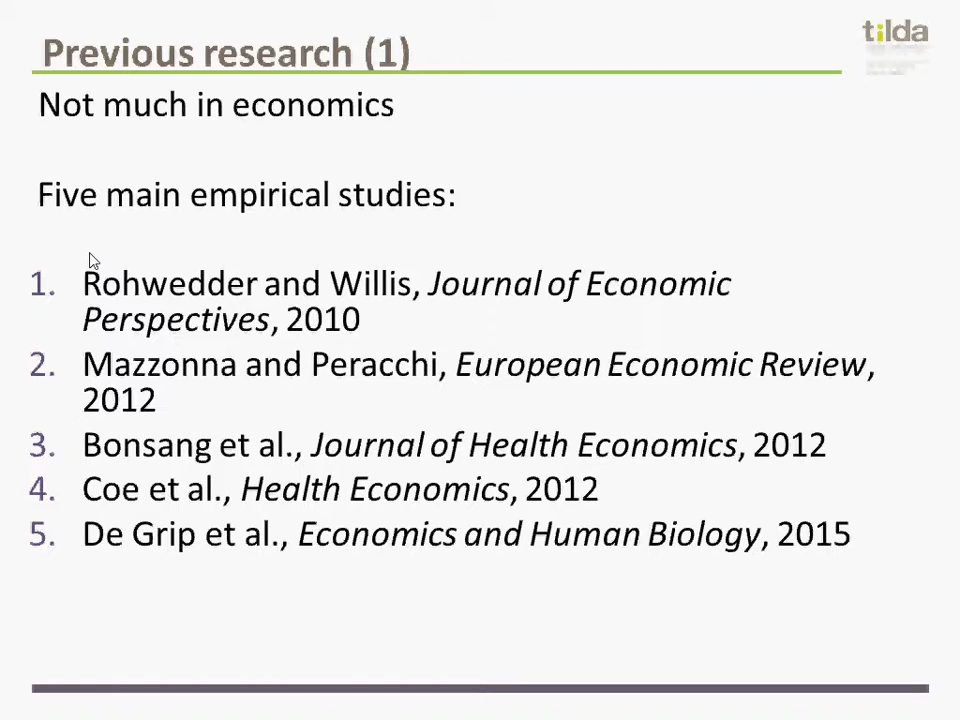 Previous research (1)
tilda
Not much in economics
Five main empirical studies:
1. Rohwedder and Willis, Journal of Economic
Perspectives, 2010
2. Mazzonna and Peracchi, European Economic Review,
2012
3. Bonsang et al., Journal of Health Economics, 2012
4. Coe et al., Health Economics, 2012
5. De Grip et al., Economics and Human Biology, 2015